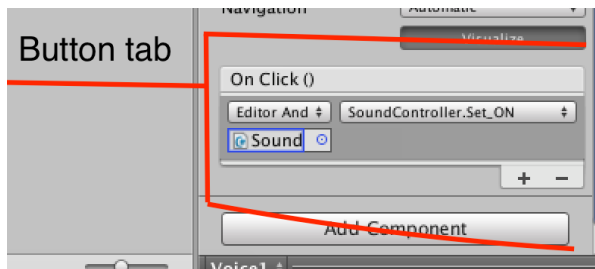 Navigation Automatic
Button tab
Visualize
On Click ()
Editor And SoundController.Set_ON
Sound
+ −
Add Component
Voice1